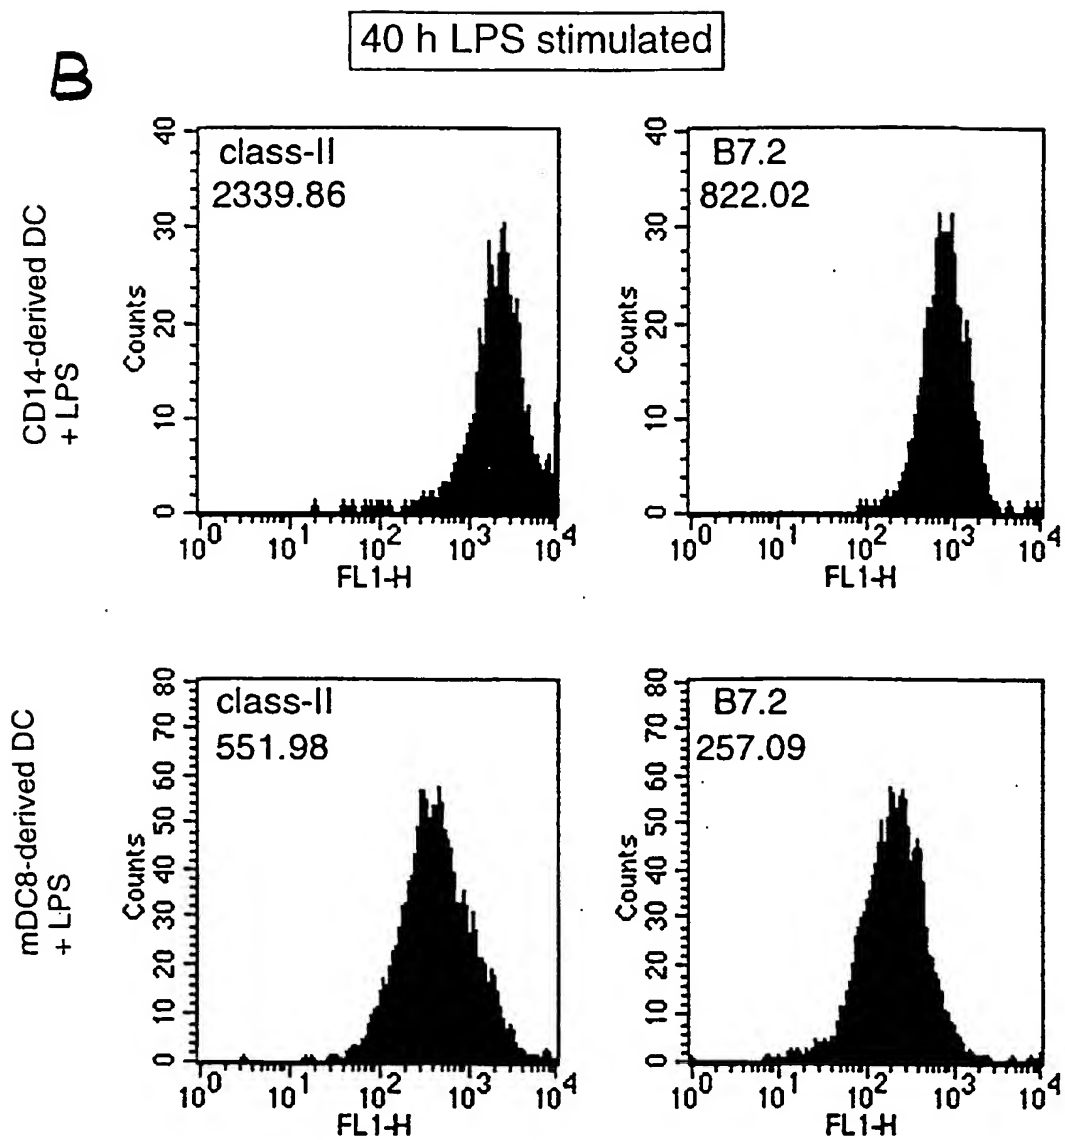 40 h LPS stimulated
B
CD14-derived DC
+ LPS
class-II
2339.86
Counts
40
30
20
10
0
10^0 10^1 10^2 10^3 10^4
FL1-H
B7.2
822.02
Counts
40
30
20
10
0
10^0 10^1 10^2 10^3 10^4
FL1-H
mDC8-derived DC
+ LPS
class-II
551.98
Counts
80
70
60
50
40
30
20
10
0
10^0 10^1 10^2 10^3 10^4
FL1-H
B7.2
257.09
Counts
80
70
60
50
40
30
20
10
0
10^0 10^1 10^2 10^3 10^4
FL1-H